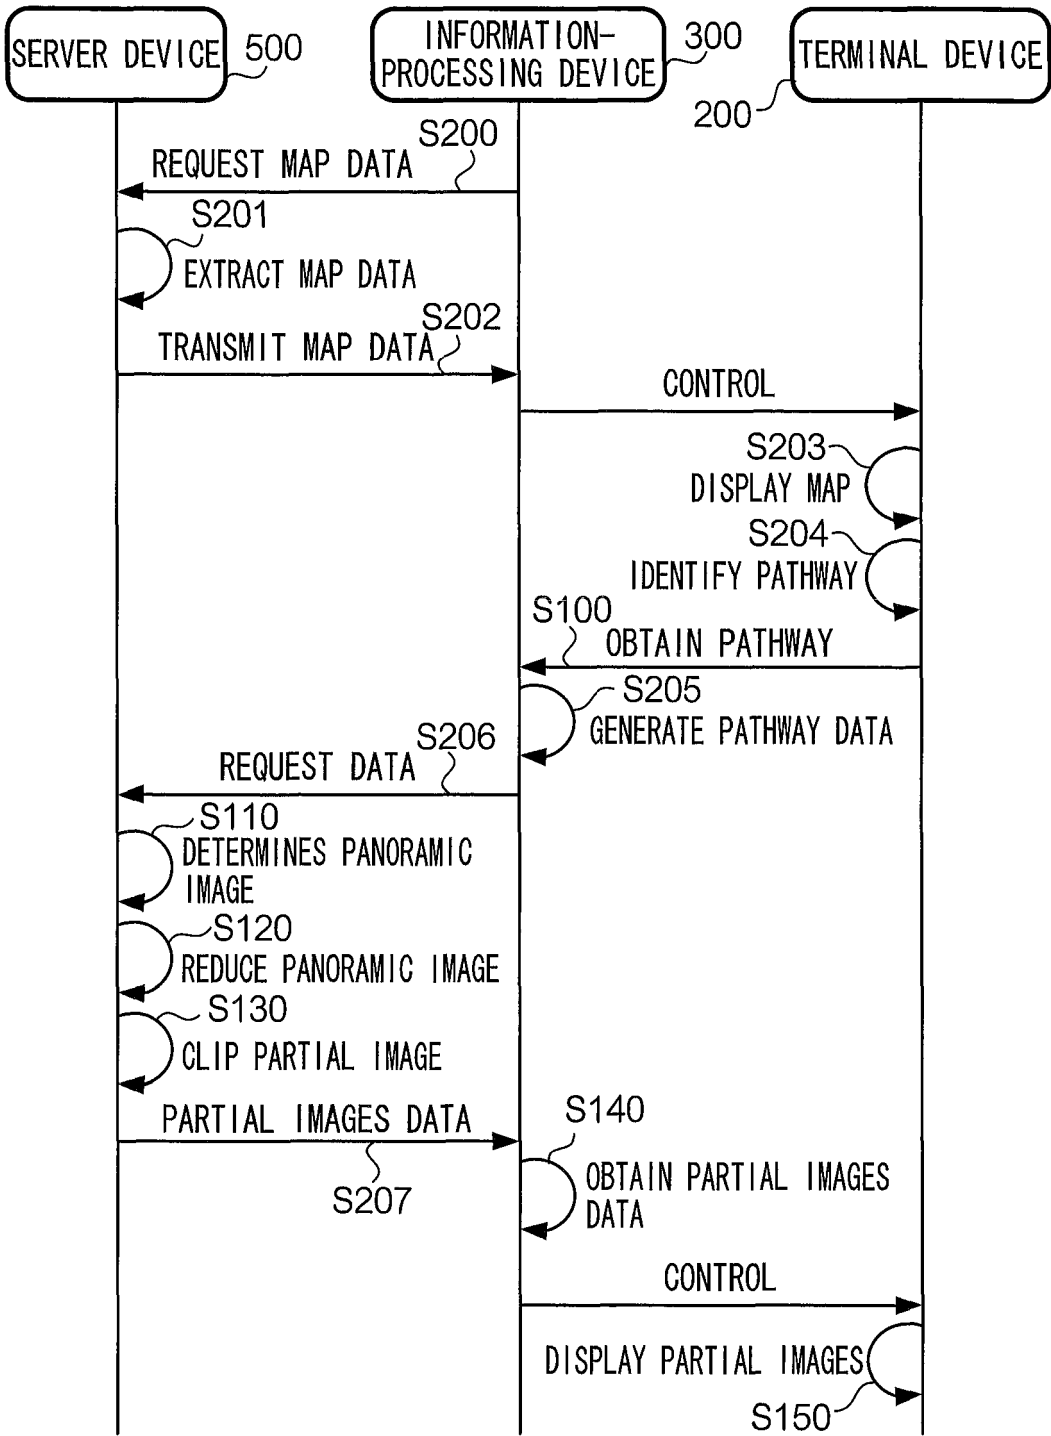 SERVER DEVICE
500
INFORMATION-
PROCESSING DEVICE
300
TERMINAL DEVICE
200
S200
REQUEST MAP DATA
S201
EXTRACT MAP DATA
S202
TRANSMIT MAP DATA
CONTROL
S203
DISPLAY MAP
S204
IDENTIFY PATHWAY
S100
OBTAIN PATHWAY
S205
GENERATE PATHWAY DATA
S206
REQUEST DATA
S110
DETERMINES PANORAMIC
IMAGE
S120
REDUCE PANORAMIC IMAGE
S130
CLIP PARTIAL IMAGE
PARTIAL IMAGES DATA
S207
S140
OBTAIN PARTIAL IMAGES
DATA
CONTROL
DISPLAY PARTIAL IMAGES
S150